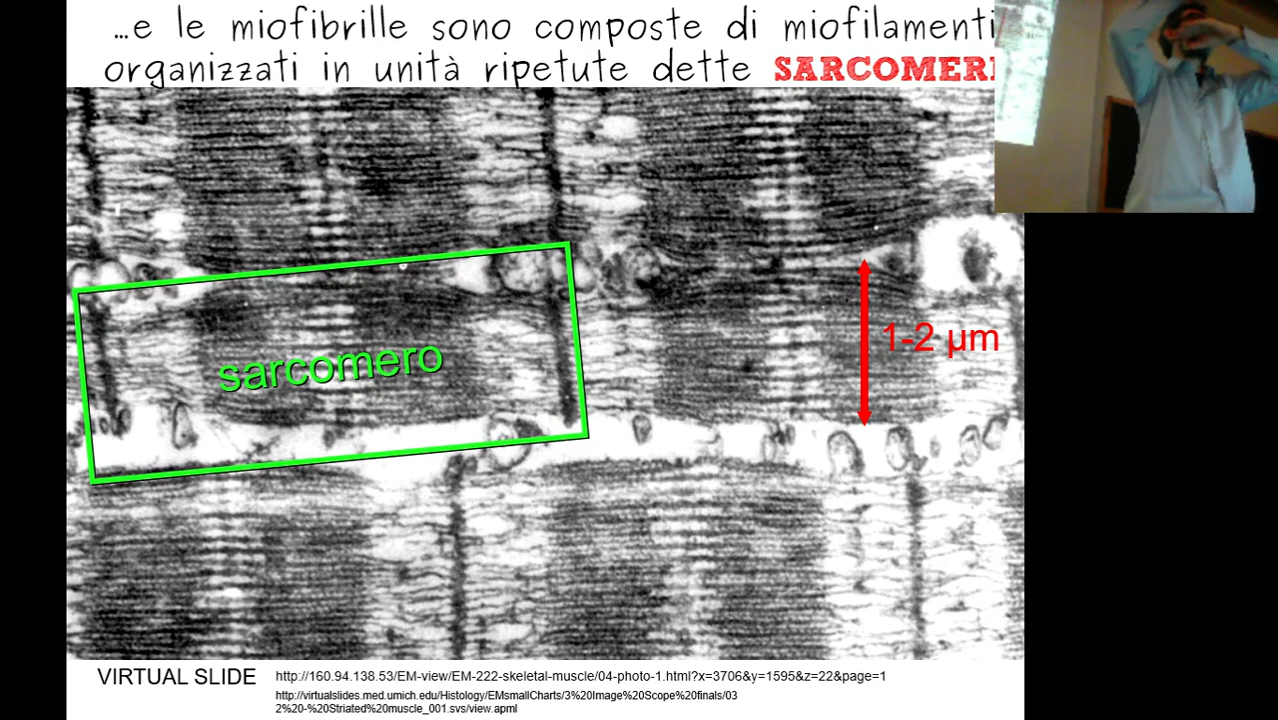 ...e le miofibrille sono composte di miofilamenti
organizzati in unità ripetute dette SARCOMERI
sarcomero
1-2 µm
VIRTUAL SLIDE
http://160.94.138.53/EM-view/EM-222-skeletal-muscle/04-photo-1.html?x=3706&y=1595&z=22&page=1
http://virtualslides.med.umich.edu/Histology/EMsmallCharts/3%20Image%20Scope%20finals/03
2%20-%20Striated%20muscle_001.svs/view.apml